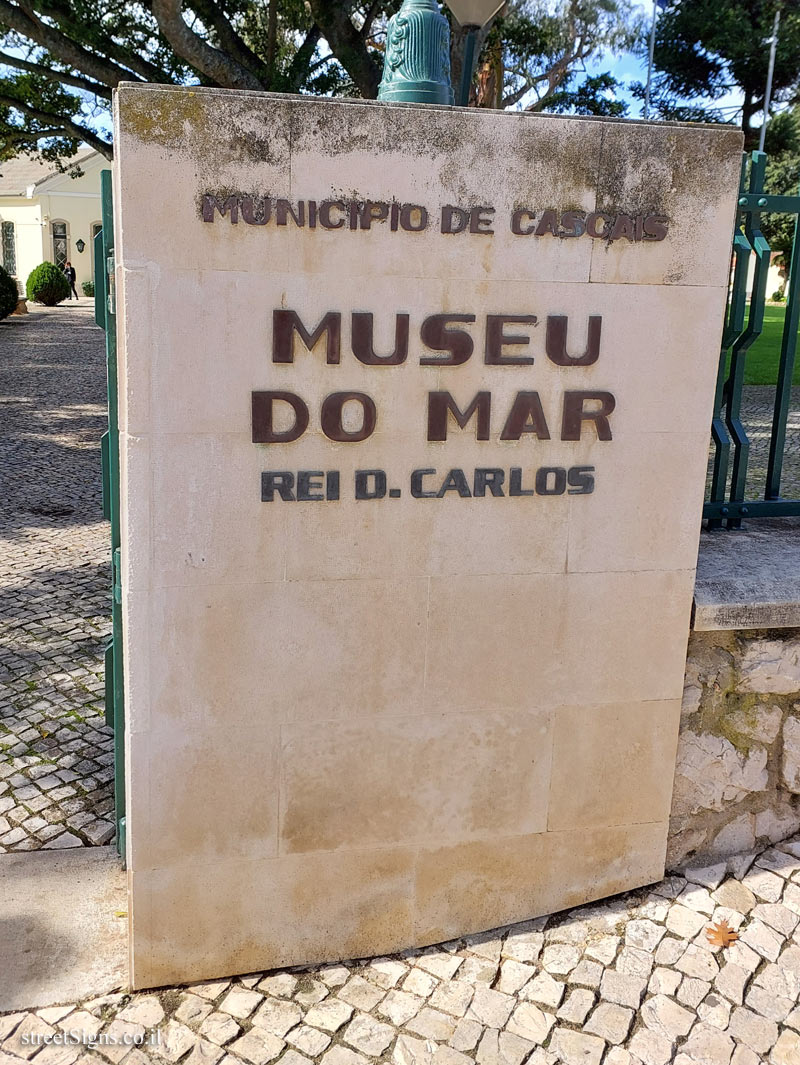 MUNICIPIO DE CASCAIS
MUSEU
DO MAR
REI D. CARLOS
streetSigns.co.il